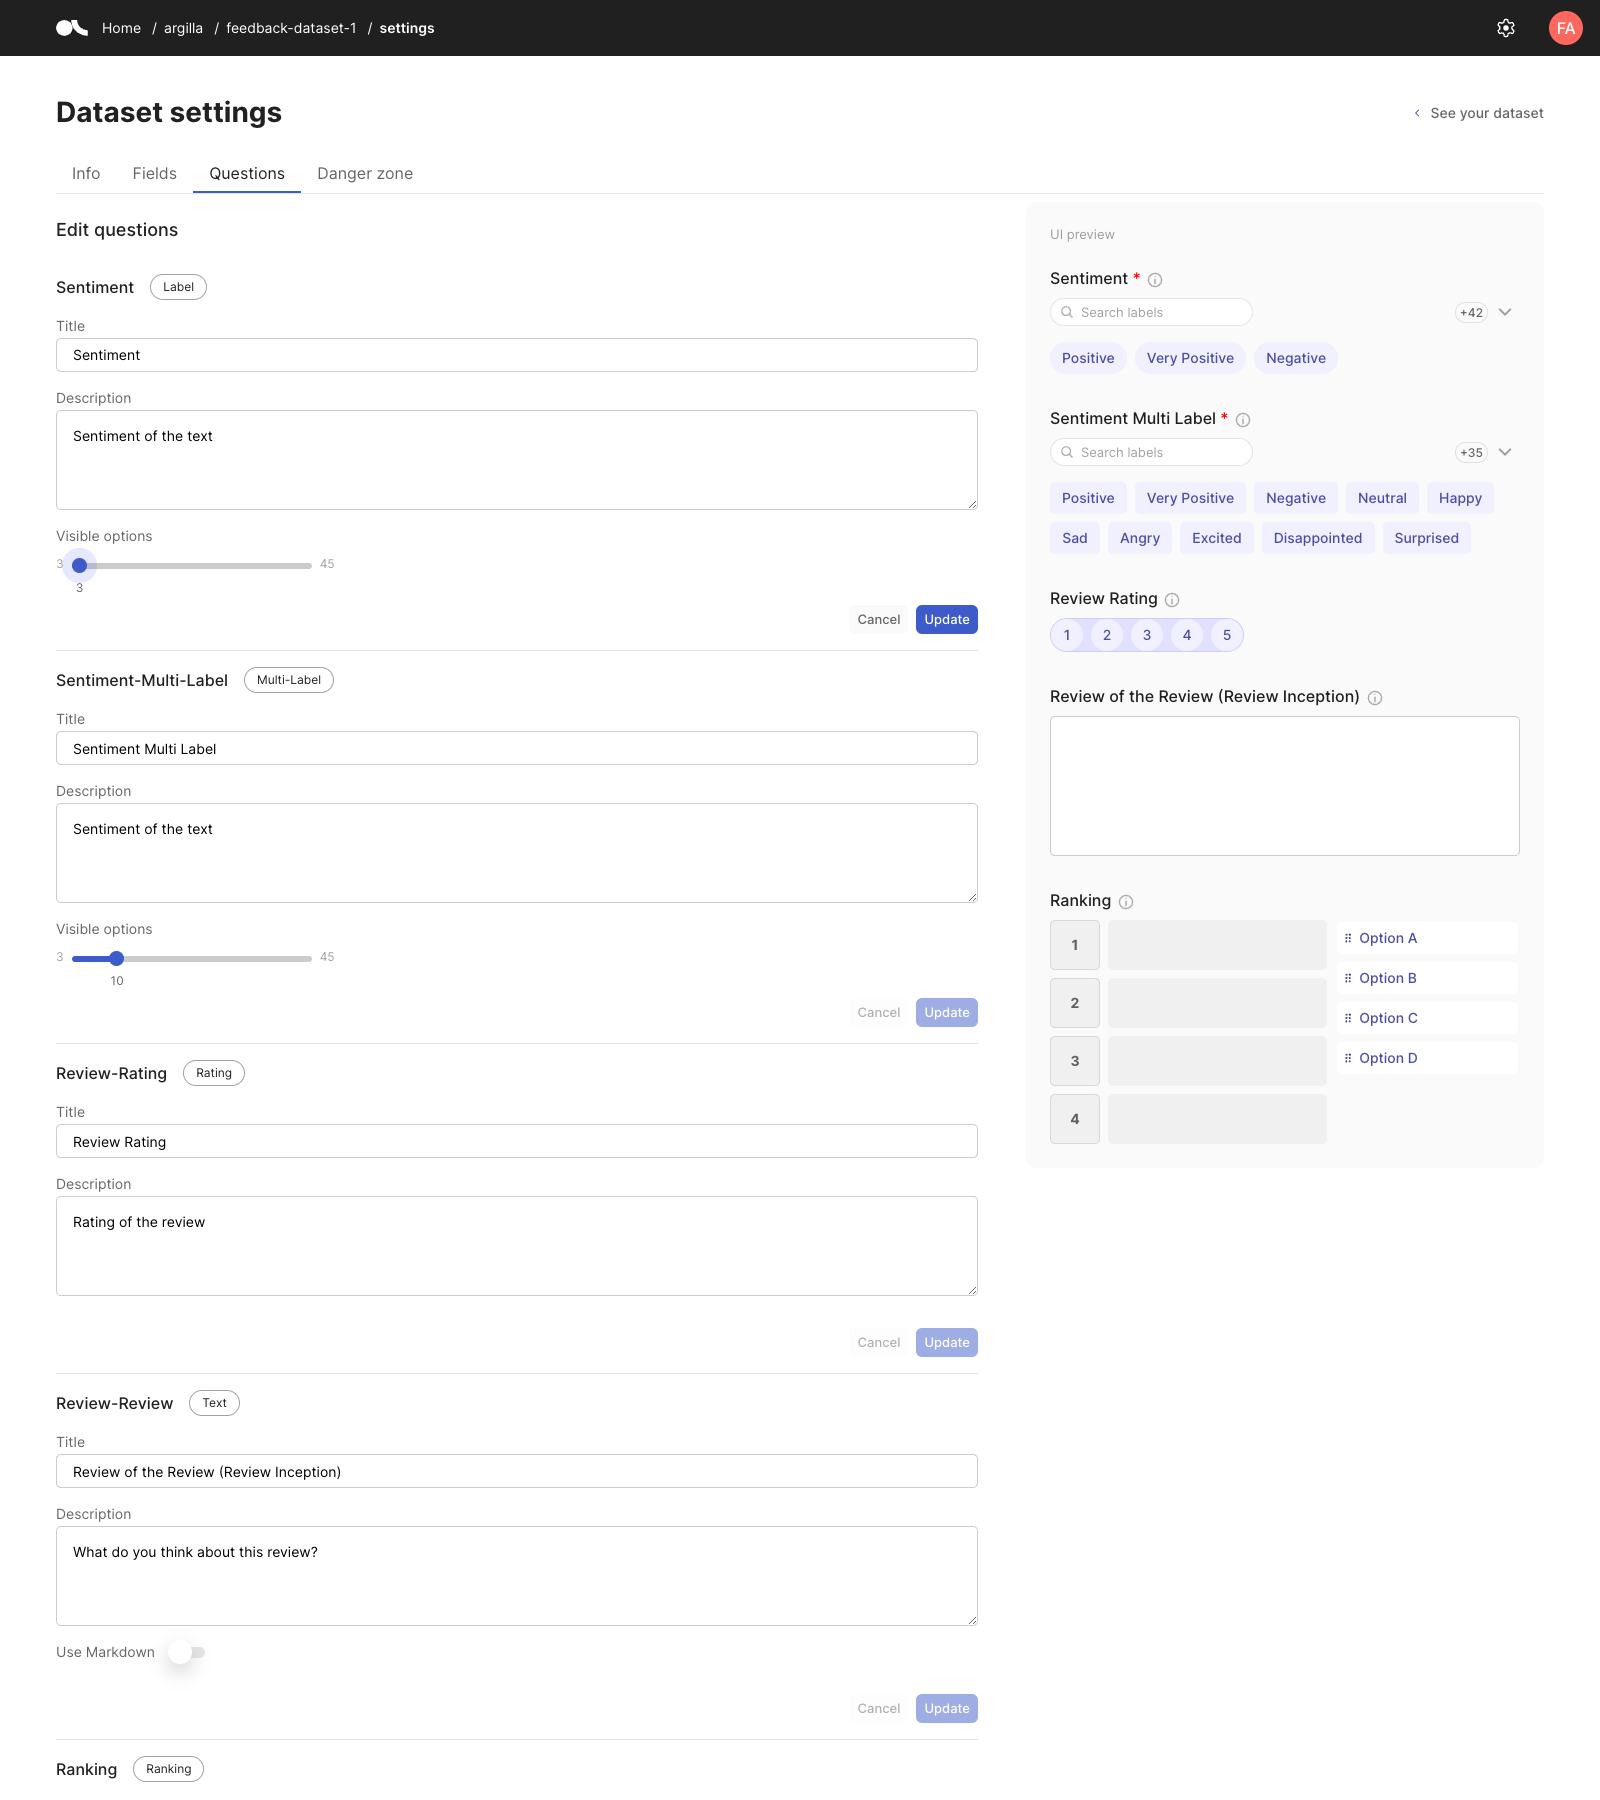 Home / argilla / feedback-dataset-1 / settings
FA
Dataset settings
See your dataset
Info Fields Questions Danger zone
Edit questions
Sentiment Label
Title
Sentiment
Description
Sentiment of the text
Visible options
3 45
3
Cancel Update
Sentiment-Multi-Label Multi-Label
Title
Sentiment Multi Label
Description
Sentiment of the text
Visible options
3 45
10
Cancel Update
Review-Rating Rating
Title
Review Rating
Description
Rating of the review
Cancel Update
Review-Review Text
Title
Review of the Review (Review Inception)
Description
What do you think about this review?
Use Markdown
Cancel Update
Ranking Ranking
UI preview
Sentiment *
Search labels +42
Positive Very Positive Negative
Sentiment Multi Label *
Search labels +35
Positive Very Positive Negative Neutral Happy
Sad Angry Excited Disappointed Surprised
Review Rating
1 2 3 4 5
Review of the Review (Review Inception)
Ranking
1 Option A
2 Option B
3 Option C
4 Option D